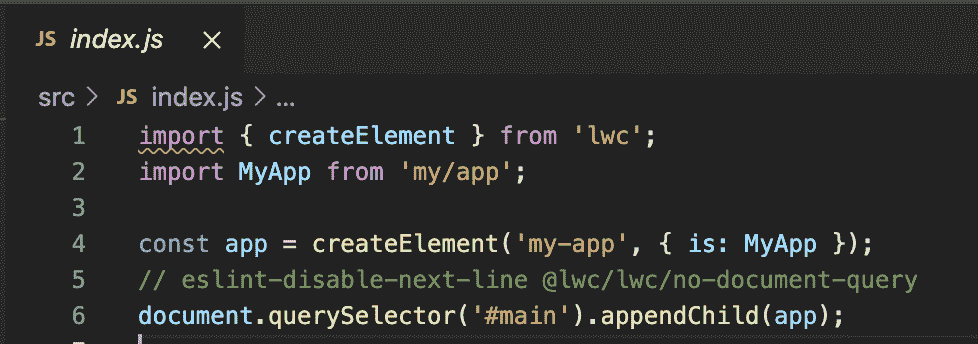 JS index.js ×
src > JS index.js > ...
1 import { createElement } from 'lwc';
2 import MyApp from 'my/app';
3
4 const app = createElement('my-app', { is: MyApp });
5 // eslint-disable-next-line @lwc/lwc/no-document-query
6 document.querySelector('#main').appendChild(app);